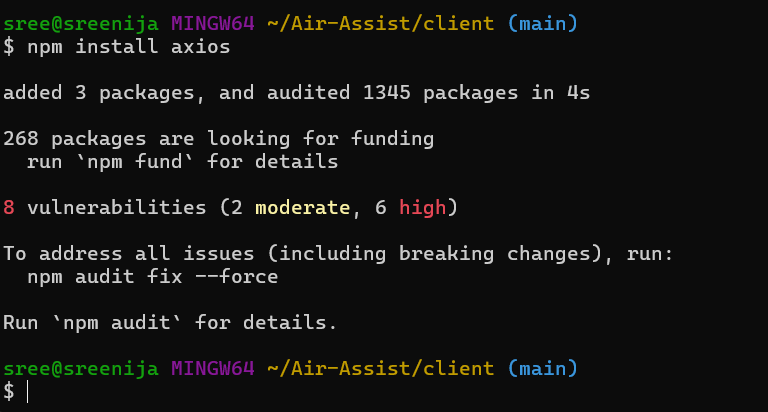 sree@sreenija MINGW64 ~/Air-Assist/client (main)
$ npm install axios
added 3 packages, and audited 1345 packages in 4s
268 packages are looking for funding
  run `npm fund` for details
8 vulnerabilities (2 moderate, 6 high)
To address all issues (including breaking changes), run:
  npm audit fix --force
Run `npm audit` for details.
sree@sreenija MINGW64 ~/Air-Assist/client (main)
$